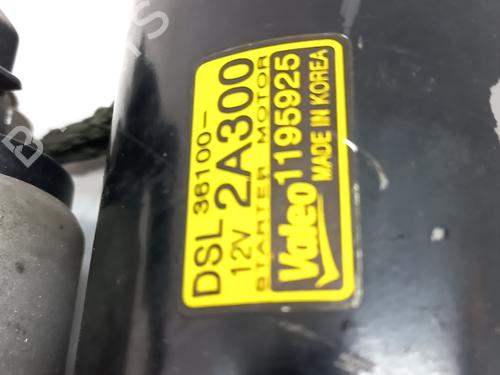 DSL 36100-
12V 2A300
STARTER MOTOR
Valeo 1195925
MADE IN KOREA